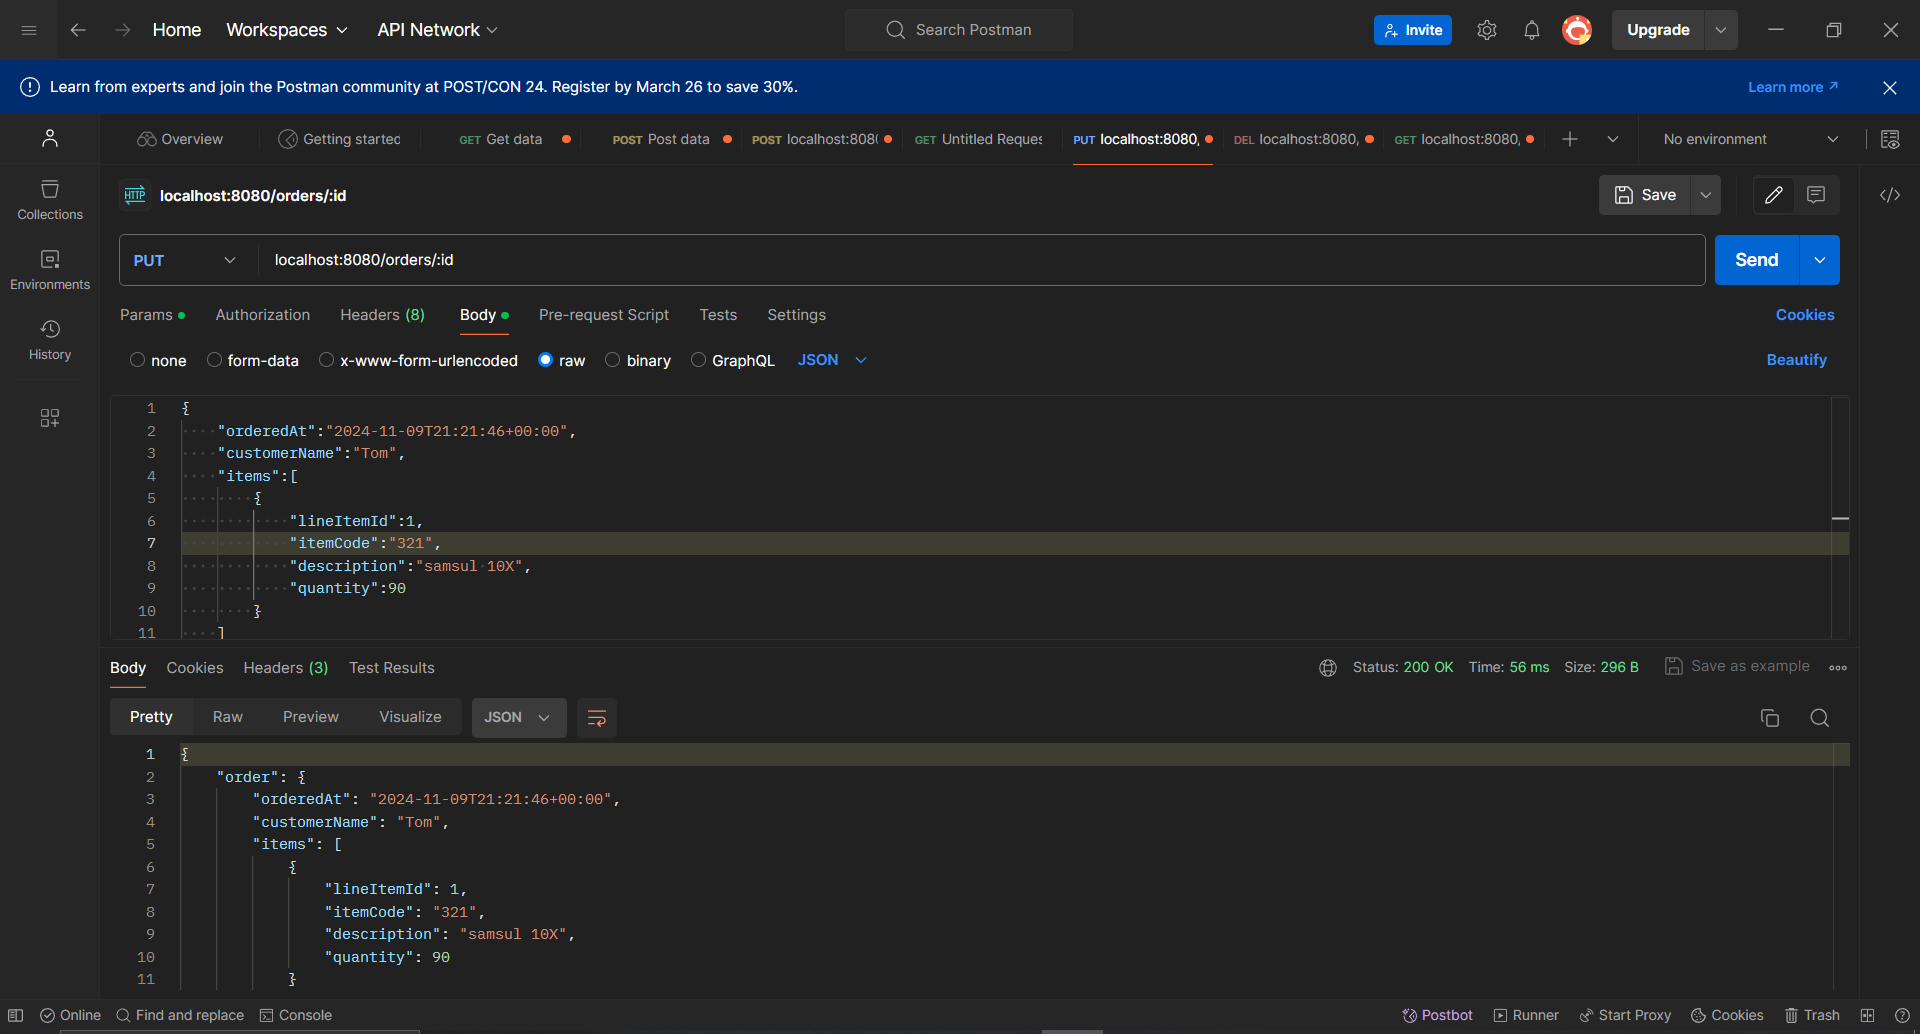 Home Workspaces API Network Search Postman Invite Upgrade
Learn from experts and join the Postman community at POST/CON 24. Register by March 26 to save 30%. Learn more ↗
Overview Getting started GET Get data POST Post data POST localhost:808 GET Untitled Reques PUT localhost:8080, DEL localhost:8080, GET localhost:8080, No environment
HTTP localhost:8080/orders/:id Save </>
Collections
PUT localhost:8080/orders/:id Send
Environments
Params Authorization Headers (8) Body Pre-request Script Tests Settings Cookies
History
none form-data x-www-form-urlencoded raw binary GraphQL JSON Beautify
1 {
2 "orderedAt":"2024-11-09T21:21:46+00:00",
3 "customerName":"Tom",
4 "items":[
5 {
6 "lineItemId":1,
7 "itemCode":"321",
8 "description":"samsul 10X",
9 "quantity":90
10 }
11 ]
Body Cookies Headers (3) Test Results Status: 200 OK Time: 56 ms Size: 296 B Save as example
Pretty Raw Preview Visualize JSON
1 {
2 "order": {
3 "orderedAt": "2024-11-09T21:21:46+00:00",
4 "customerName": "Tom",
5 "items": [
6 {
7 "lineItemId": 1,
8 "itemCode": "321",
9 "description": "samsul 10X",
10 "quantity": 90
11 }
Online Find and replace Console Postbot Runner Start Proxy Cookies Trash